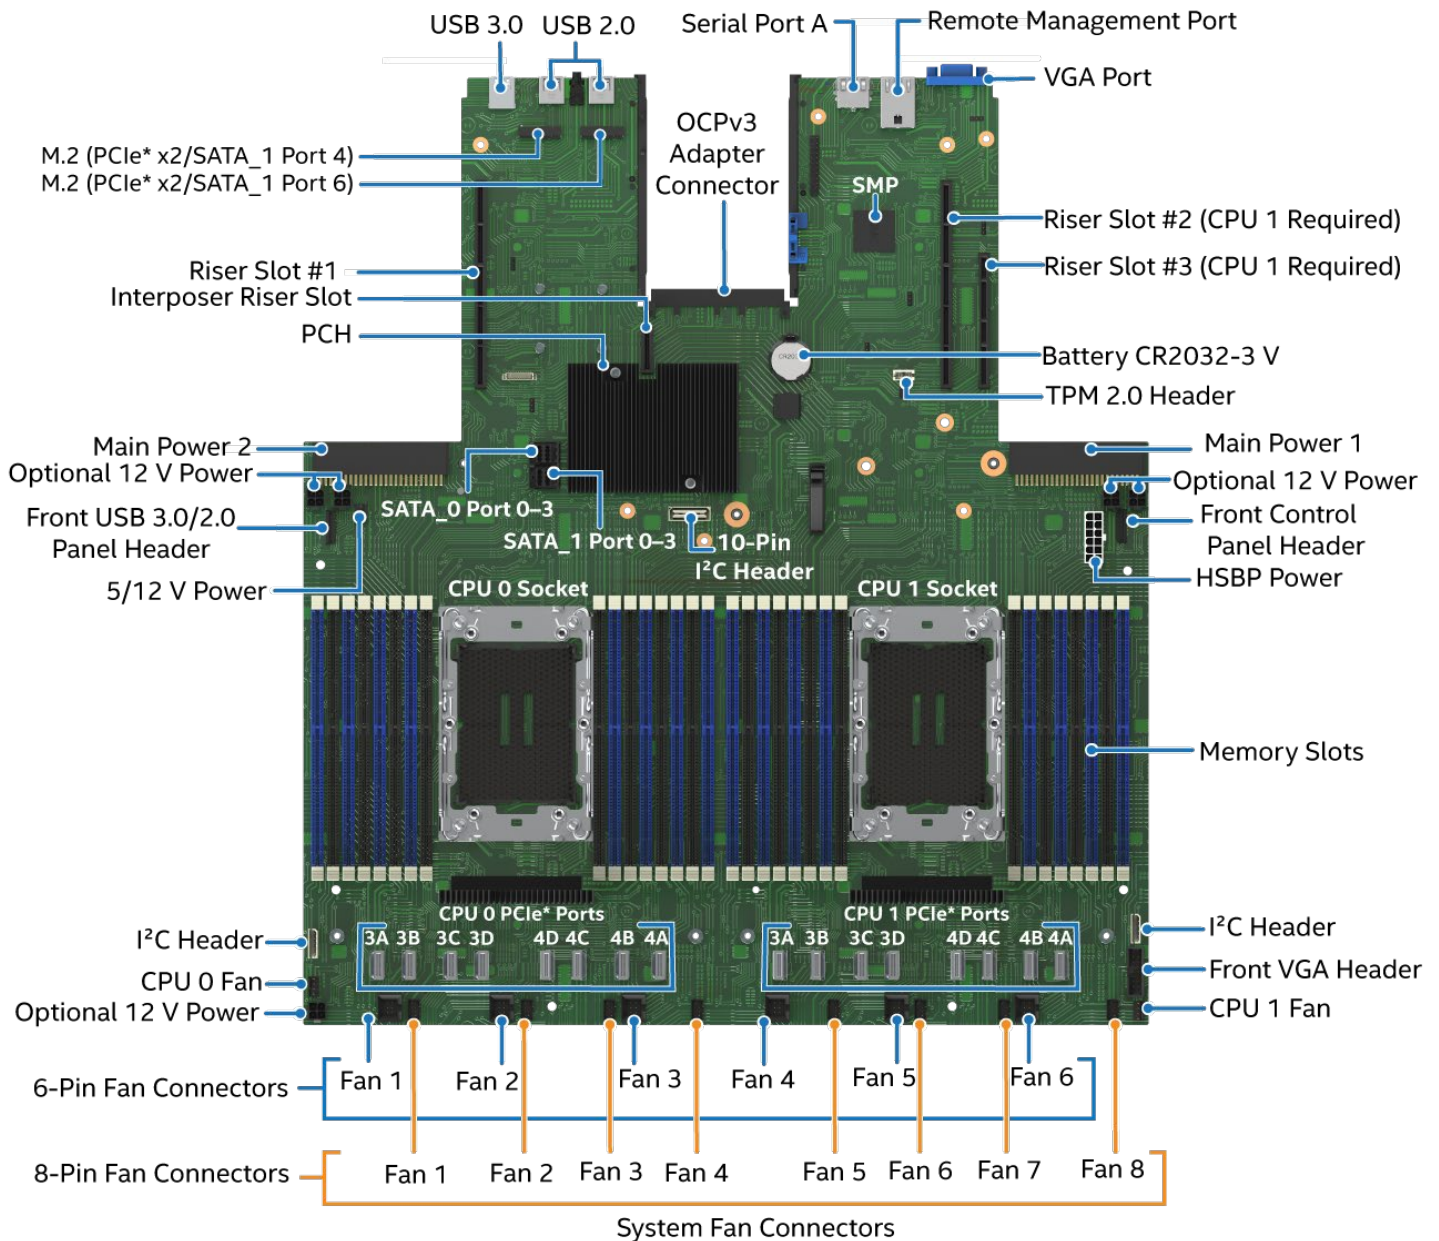 USB 3.0
USB 2.0
Serial Port A
Remote Management Port
VGA Port
OCPv3
Adapter
Connector
M.2 (PCIe* x2/SATA_1 Port 4)
M.2 (PCIe* x2/SATA_1 Port 6)
SMP
Riser Slot #2 (CPU 1 Required)
Riser Slot #3 (CPU 1 Required)
Riser Slot #1
Interposer Riser Slot
PCH
Battery CR2032-3 V
TPM 2.0 Header
Main Power 2
Optional 12 V Power
Front USB 3.0/2.0
Panel Header
5/12 V Power
SATA_0 Port 0–3
SATA_1 Port 0–3
10-Pin
I²C Header
Main Power 1
Optional 12 V Power
Front Control
Panel Header
HSBP Power
CPU 0 Socket
CPU 1 Socket
Memory Slots
CPU 0 PCIe* Ports
3A 3B 3C 3D 4D 4C 4B 4A
CPU 1 PCIe* Ports
3A 3B 3C 3D 4D 4C 4B 4A
I²C Header
CPU 0 Fan
Optional 12 V Power
I²C Header
Front VGA Header
CPU 1 Fan
6-Pin Fan Connectors
Fan 1
Fan 2
Fan 3
Fan 4
Fan 5
Fan 6
8-Pin Fan Connectors
Fan 1
Fan 2
Fan 3
Fan 4
Fan 5
Fan 6
Fan 7
Fan 8
System Fan Connectors